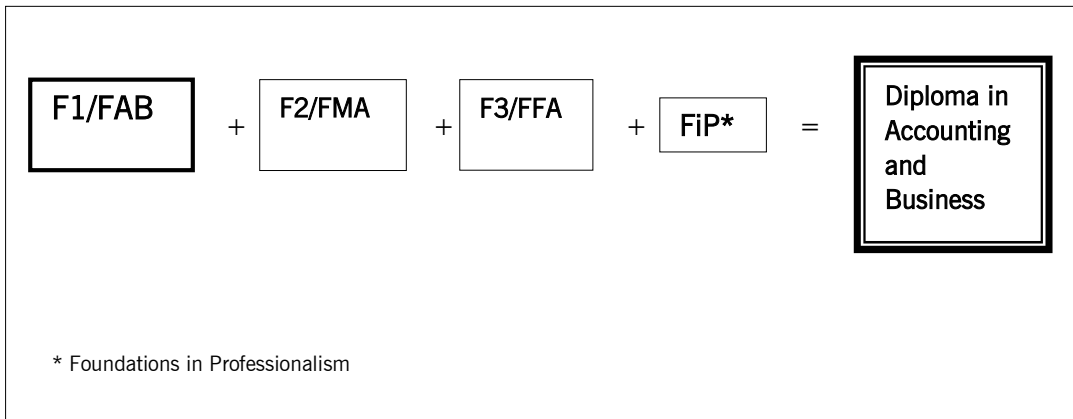 F1/FAB + F2/FMA + F3/FFA + FiP* = Diploma in
Accounting
and
Business
* Foundations in Professionalism